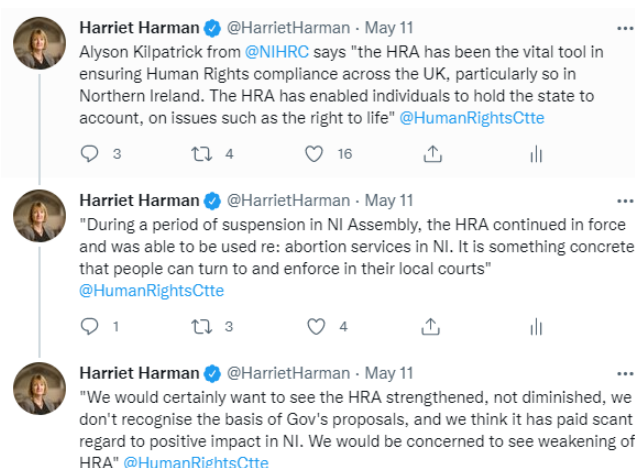 Harriet Harman @HarrietHarman · May 11
Alyson Kilpatrick from @NIHRC says "the HRA has been the vital tool in
ensuring Human Rights compliance across the UK, particularly so in
Northern Ireland. The HRA has enabled individuals to hold the state to
account, on issues such as the right to life" @HumanRightsCtte
3 4 16
Harriet Harman @HarrietHarman · May 11
"During a period of suspension in NI Assembly, the HRA continued in force
and was able to be used re: abortion services in NI. It is something concrete
that people can turn to and enforce in their local courts"
@HumanRightsCtte
1 3 4
Harriet Harman @HarrietHarman · May 11
"We would certainly want to see the HRA strengthened, not diminished, we
don't recognise the basis of Gov's proposals, and we think it has paid scant
regard to positive impact in NI. We would be concerned to see weakening of
HRA" @HumanRightsCtte